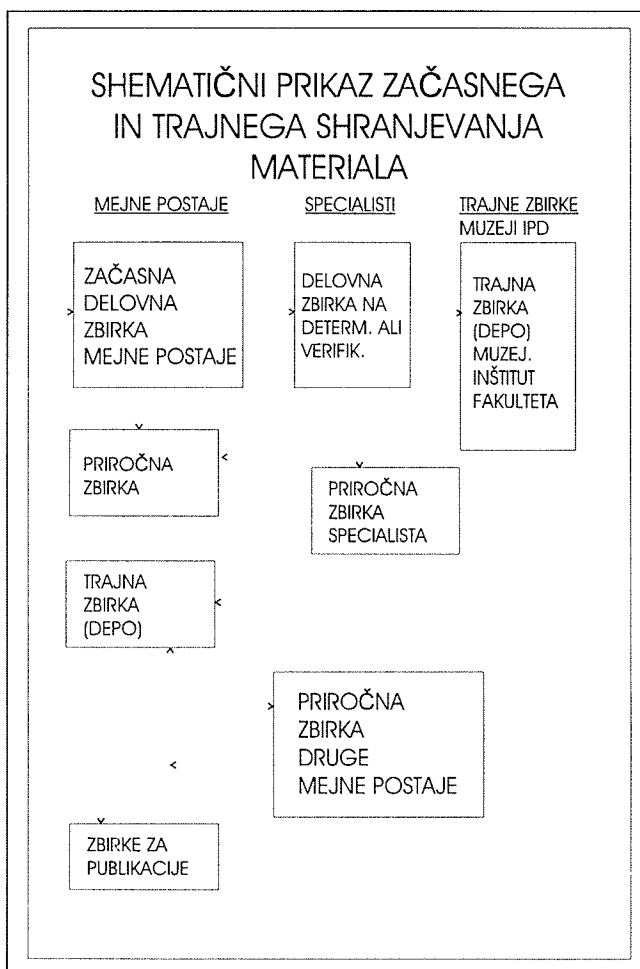 SHEMATIČNI PRIKAZ ZAČASNEGA
IN TRAJNEGA SHRANJEVANJA
MATERIALA
MEJNE POSTAJE
SPECIALISTI
TRAJNE ZBIRKE
MUZEJI IPD
ZAČASNA
DELOVNA
ZBIRKA
MEJNE POSTAJE
DELOVNA
ZBIRKA NA
DETERM. ALI
VERIFIK.
TRAJNA
ZBIRKA
(DEPO)
MUZEJ.
INŠTITUT
FAKULTETA
PRIROČNA
ZBIRKA
PRIROČNA
ZBIRKA
SPECIALISTA
TRAJNA
ZBIRKA
(DEPO)
PRIROČNA
ZBIRKA
DRUGE
MEJNE POSTAJE
ZBIRKE ZA
PUBLIKACIJE